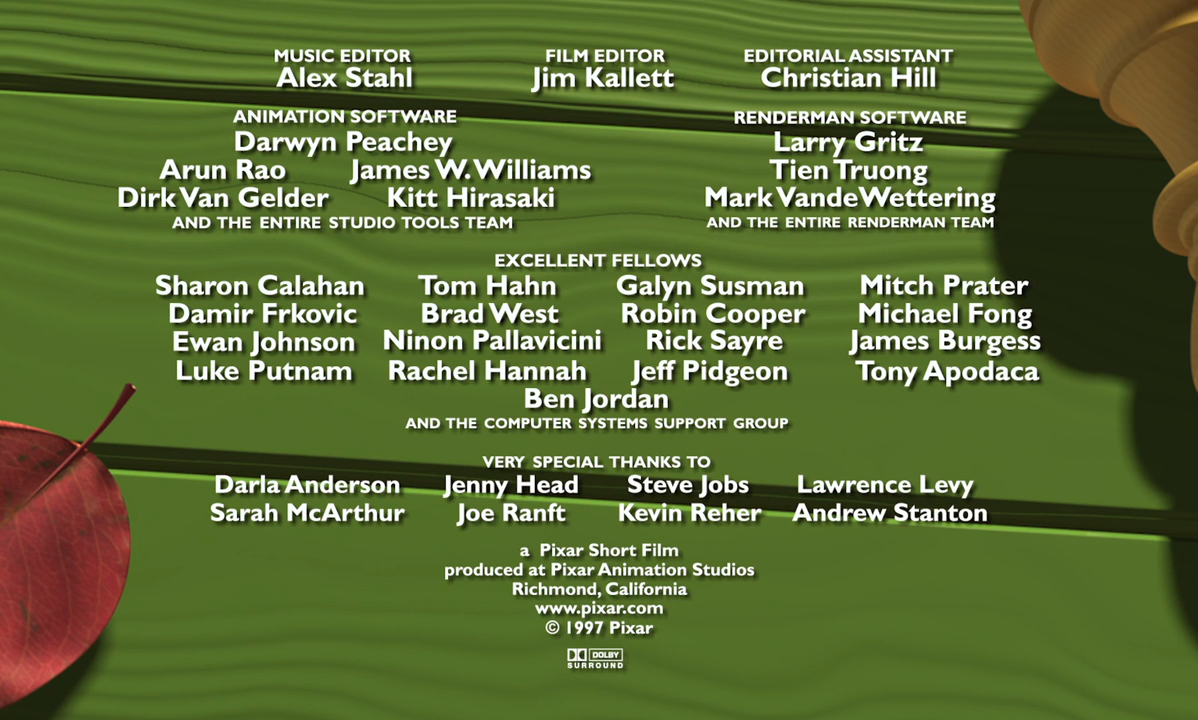 MUSIC EDITOR FILM EDITOR EDITORIAL ASSISTANT
Alex Stahl Jim Kallett Christian Hill
ANIMATION SOFTWARE RENDERMAN SOFTWARE
Darwyn Peachey Larry Gritz
Arun Rao James W. Williams Tien Truong
Dirk Van Gelder Kitt Hirasaki Mark VandeWettering
AND THE ENTIRE STUDIO TOOLS TEAM AND THE ENTIRE RENDERMAN TEAM
EXCELLENT FELLOWS
Sharon Calahan Tom Hahn Galyn Susman Mitch Prater
Damir Frkovic Brad West Robin Cooper Michael Fong
Ewan Johnson Ninon Pallavicini Rick Sayre James Burgess
Luke Putnam Rachel Hannah Jeff Pidgeon Tony Apodaca
Ben Jordan
AND THE COMPUTER SYSTEMS SUPPORT GROUP
VERY SPECIAL THANKS TO
Darla Anderson Jenny Head Steve Jobs Lawrence Levy
Sarah McArthur Joe Ranft Kevin Reher Andrew Stanton
a Pixar Short Film
produced at Pixar Animation Studios
Richmond, California
www.pixar.com
© 1997 Pixar
DOLBY
SURROUND